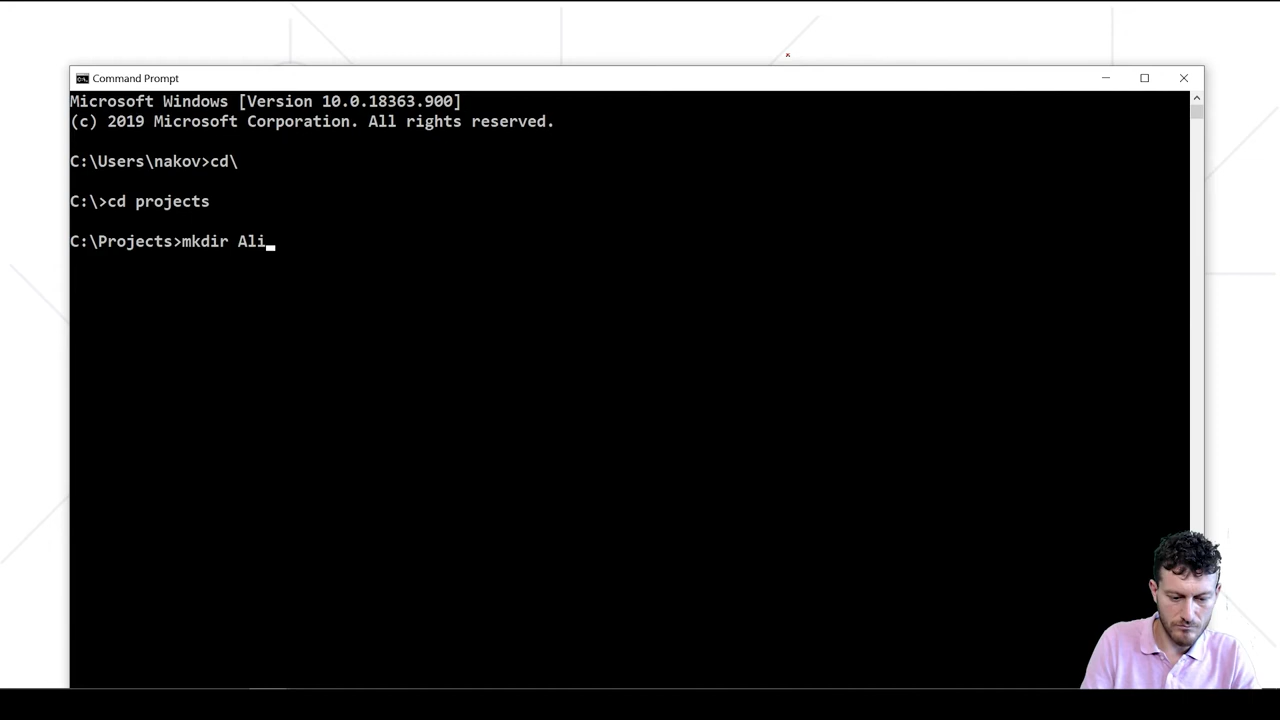 Command Prompt
Microsoft Windows [Version 10.0.18363.900]
(c) 2019 Microsoft Corporation. All rights reserved.
C:\Users\nakov>cd\
C:\>cd projects
C:\Projects>mkdir Ali